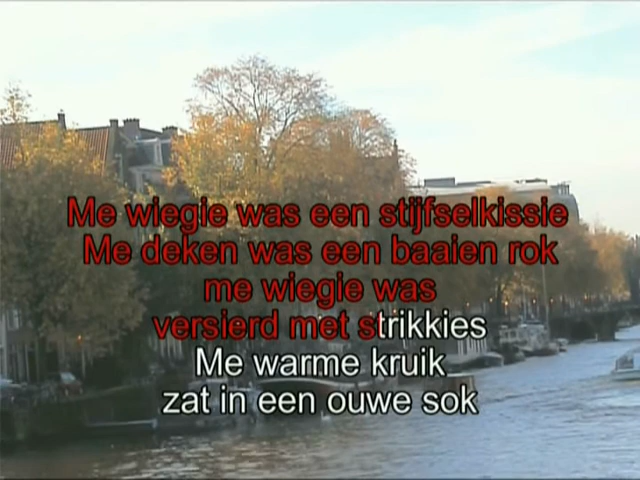 Me wiegie was een stijfselkissie
Me deken was een baaien rok
me wiegie was
versierd met strikkies
Me warme kruik
zat in een ouwe sok